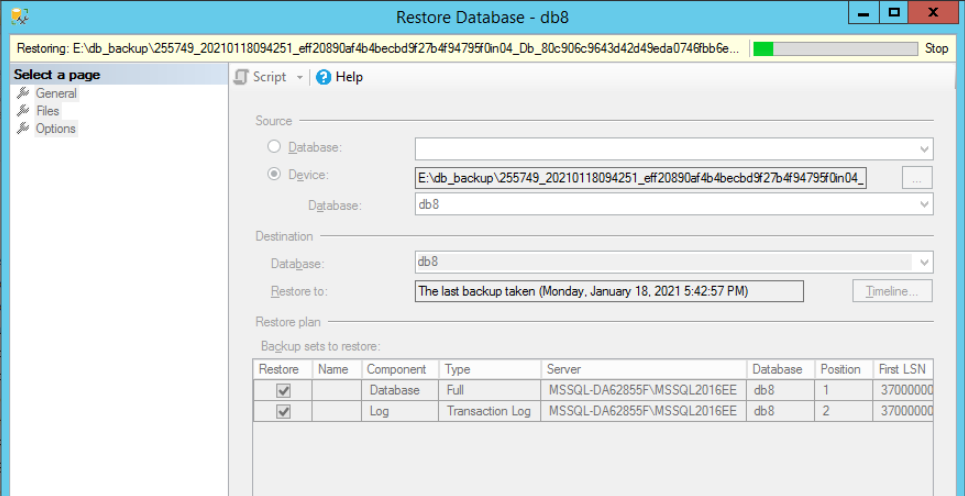 Restore Database - db8
Restoring: E:\db_backup\255749_20210118094251_eff20890af4b4becbd9f27b4f94795f0in04_Db_80c906c9643d42d49eda0746fbb6e... Stop
Select a page
General
Files
Options
Script Help
Source
Database:
Device: E:\db_backup\255749_20210118094251_eff20890af4b4becbd9f27b4f94795f0in04_ ...
Database: db8
Destination
Database: db8
Restore to: The last backup taken (Monday, January 18, 2021 5:42:57 PM) Timeline...
Restore plan
Backup sets to restore:
Restore Name Component Type Server Database Position First LSN
Database Full MSSQL-DA62855F\MSSQL2016EE db8 1 37000000
Log Transaction Log MSSQL-DA62855F\MSSQL2016EE db8 2 37000000